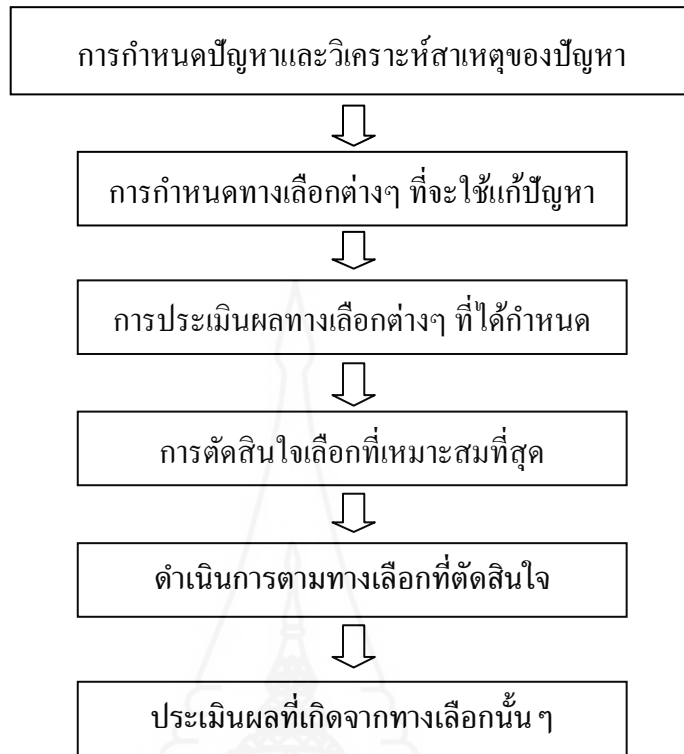 การกำหนดปัญหาและวิเคราะห์สาเหตุของปัญหา
การกำหนดทางเลือกต่างๆ ที่จะใช้แก้ปัญหา
การประเมินผลทางเลือกต่างๆ ที่ได้กำหนด
การตัดสินใจเลือกที่เหมาะสมที่สุด
ดำเนินการตามทางเลือกที่ตัดสินใจ
ประเมินผลที่เกิดจากทางเลือกนั้น ๆ